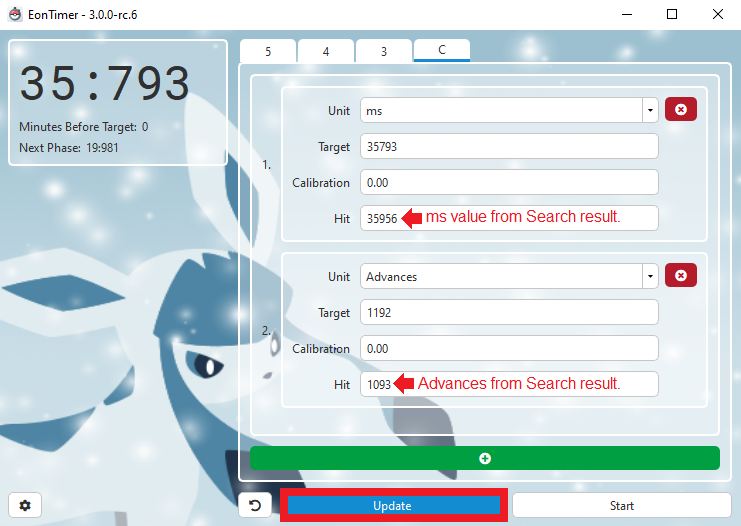 EonTimer - 3.0.0-rc.6
35:793
Minutes Before Target: 0
Next Phase: 19:981
5 4 3 C
1.
Unit ms
Target 35793
Calibration 0.00
Hit 35956 ms value from Search result.
2.
Unit Advances
Target 1192
Calibration 0.00
Hit 1093 Advances from Search result.
Update
Start